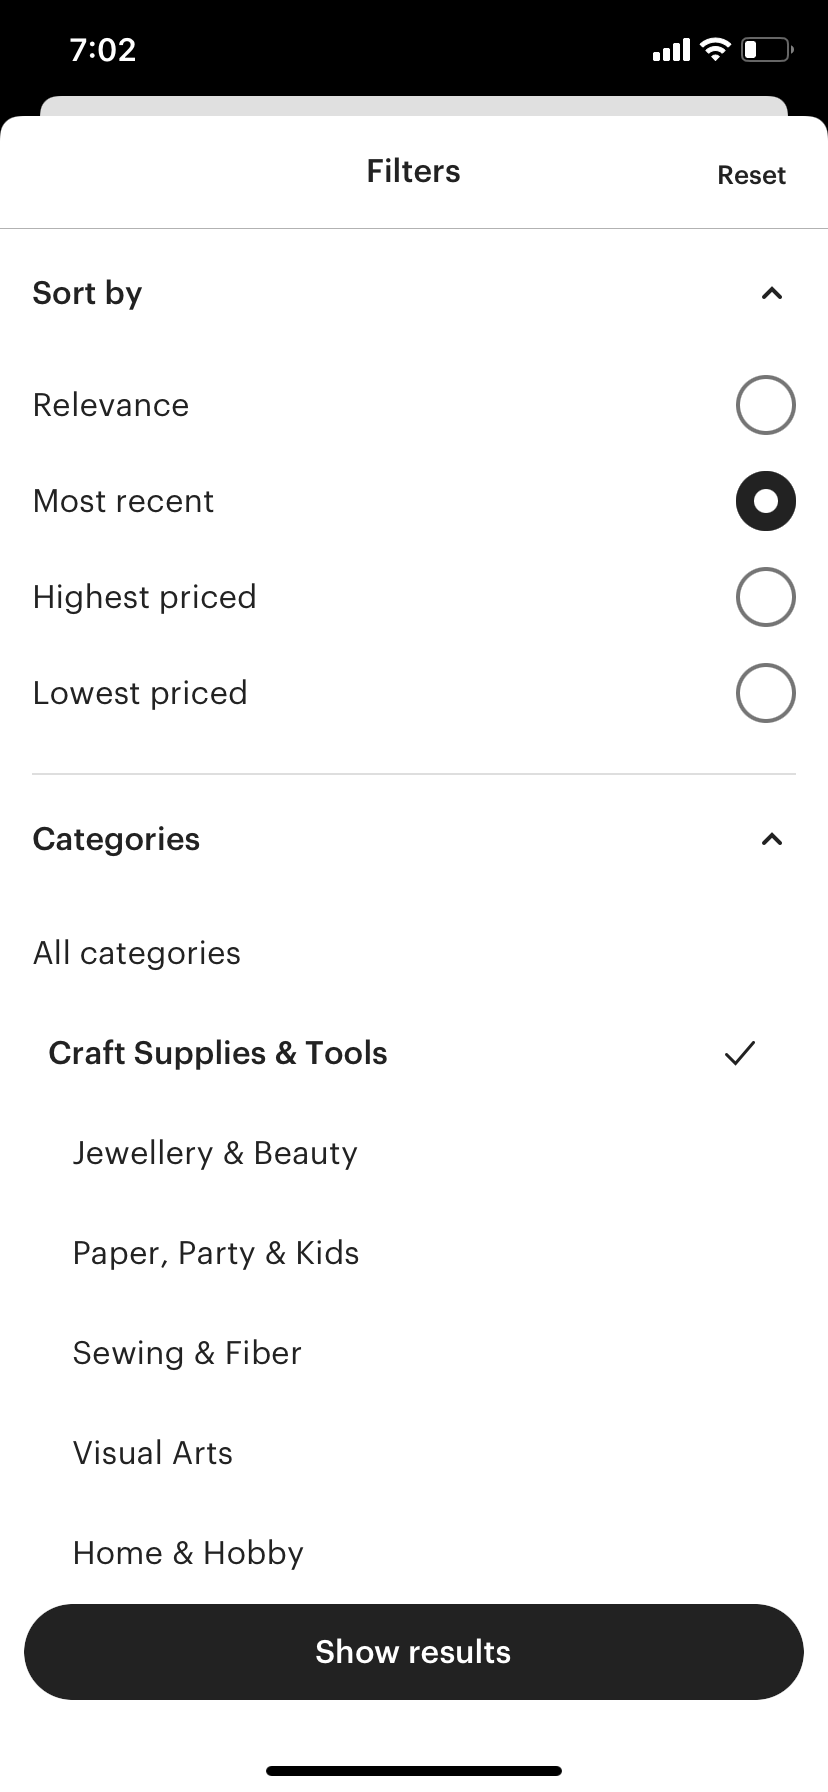 7:02
Filters
Reset
Sort by
Relevance
Most recent
Highest priced
Lowest priced
Categories
All categories
Craft Supplies & Tools
Jewellery & Beauty
Paper, Party & Kids
Sewing & Fiber
Visual Arts
Home & Hobby
Show results